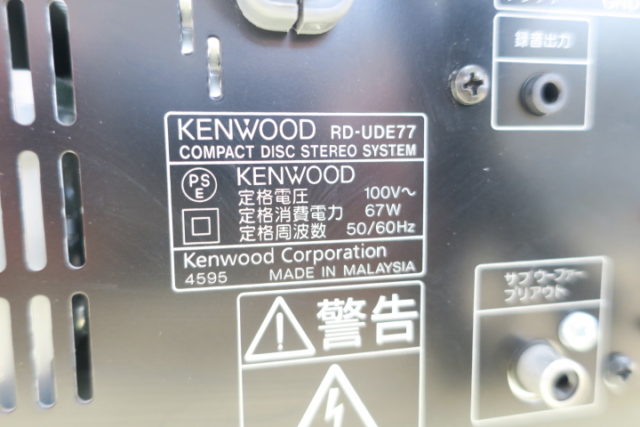 録音出力
KENWOOD RD-UDE77
COMPACT DISC STEREO SYSTEM
PS
E
KENWOOD
定格電圧 100V~
定格消費電力 67W
定格周波数 50/60Hz
Kenwood Corporation
4595 MADE IN MALAYSIA
警告
サブウーファー
プリアウト